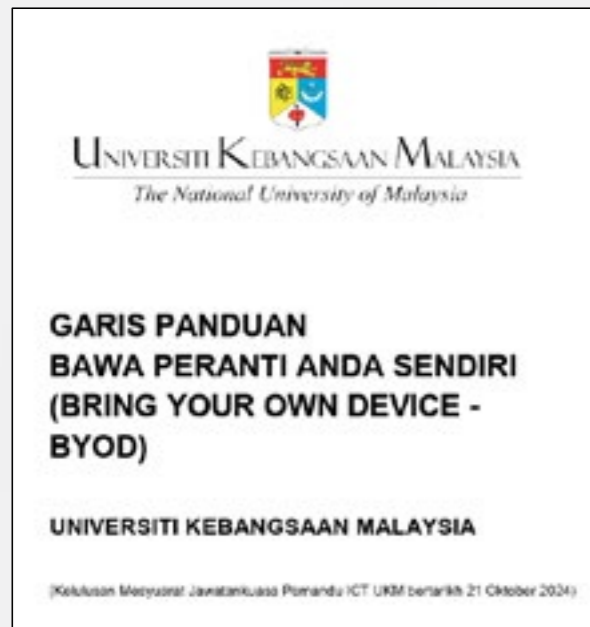 UNIVERSITI KEBANGSAAN MALAYSIA
The National University of Malaysia
GARIS PANDUAN
BAWA PERANTI ANDA SENDIRI
(BRING YOUR OWN DEVICE -
BYOD)
UNIVERSITI KEBANGSAAN MALAYSIA
(Kelulusan Mesyuarat Jawatankuasa Pemandu ICT UKM bertarikh 21 Oktober 2024)